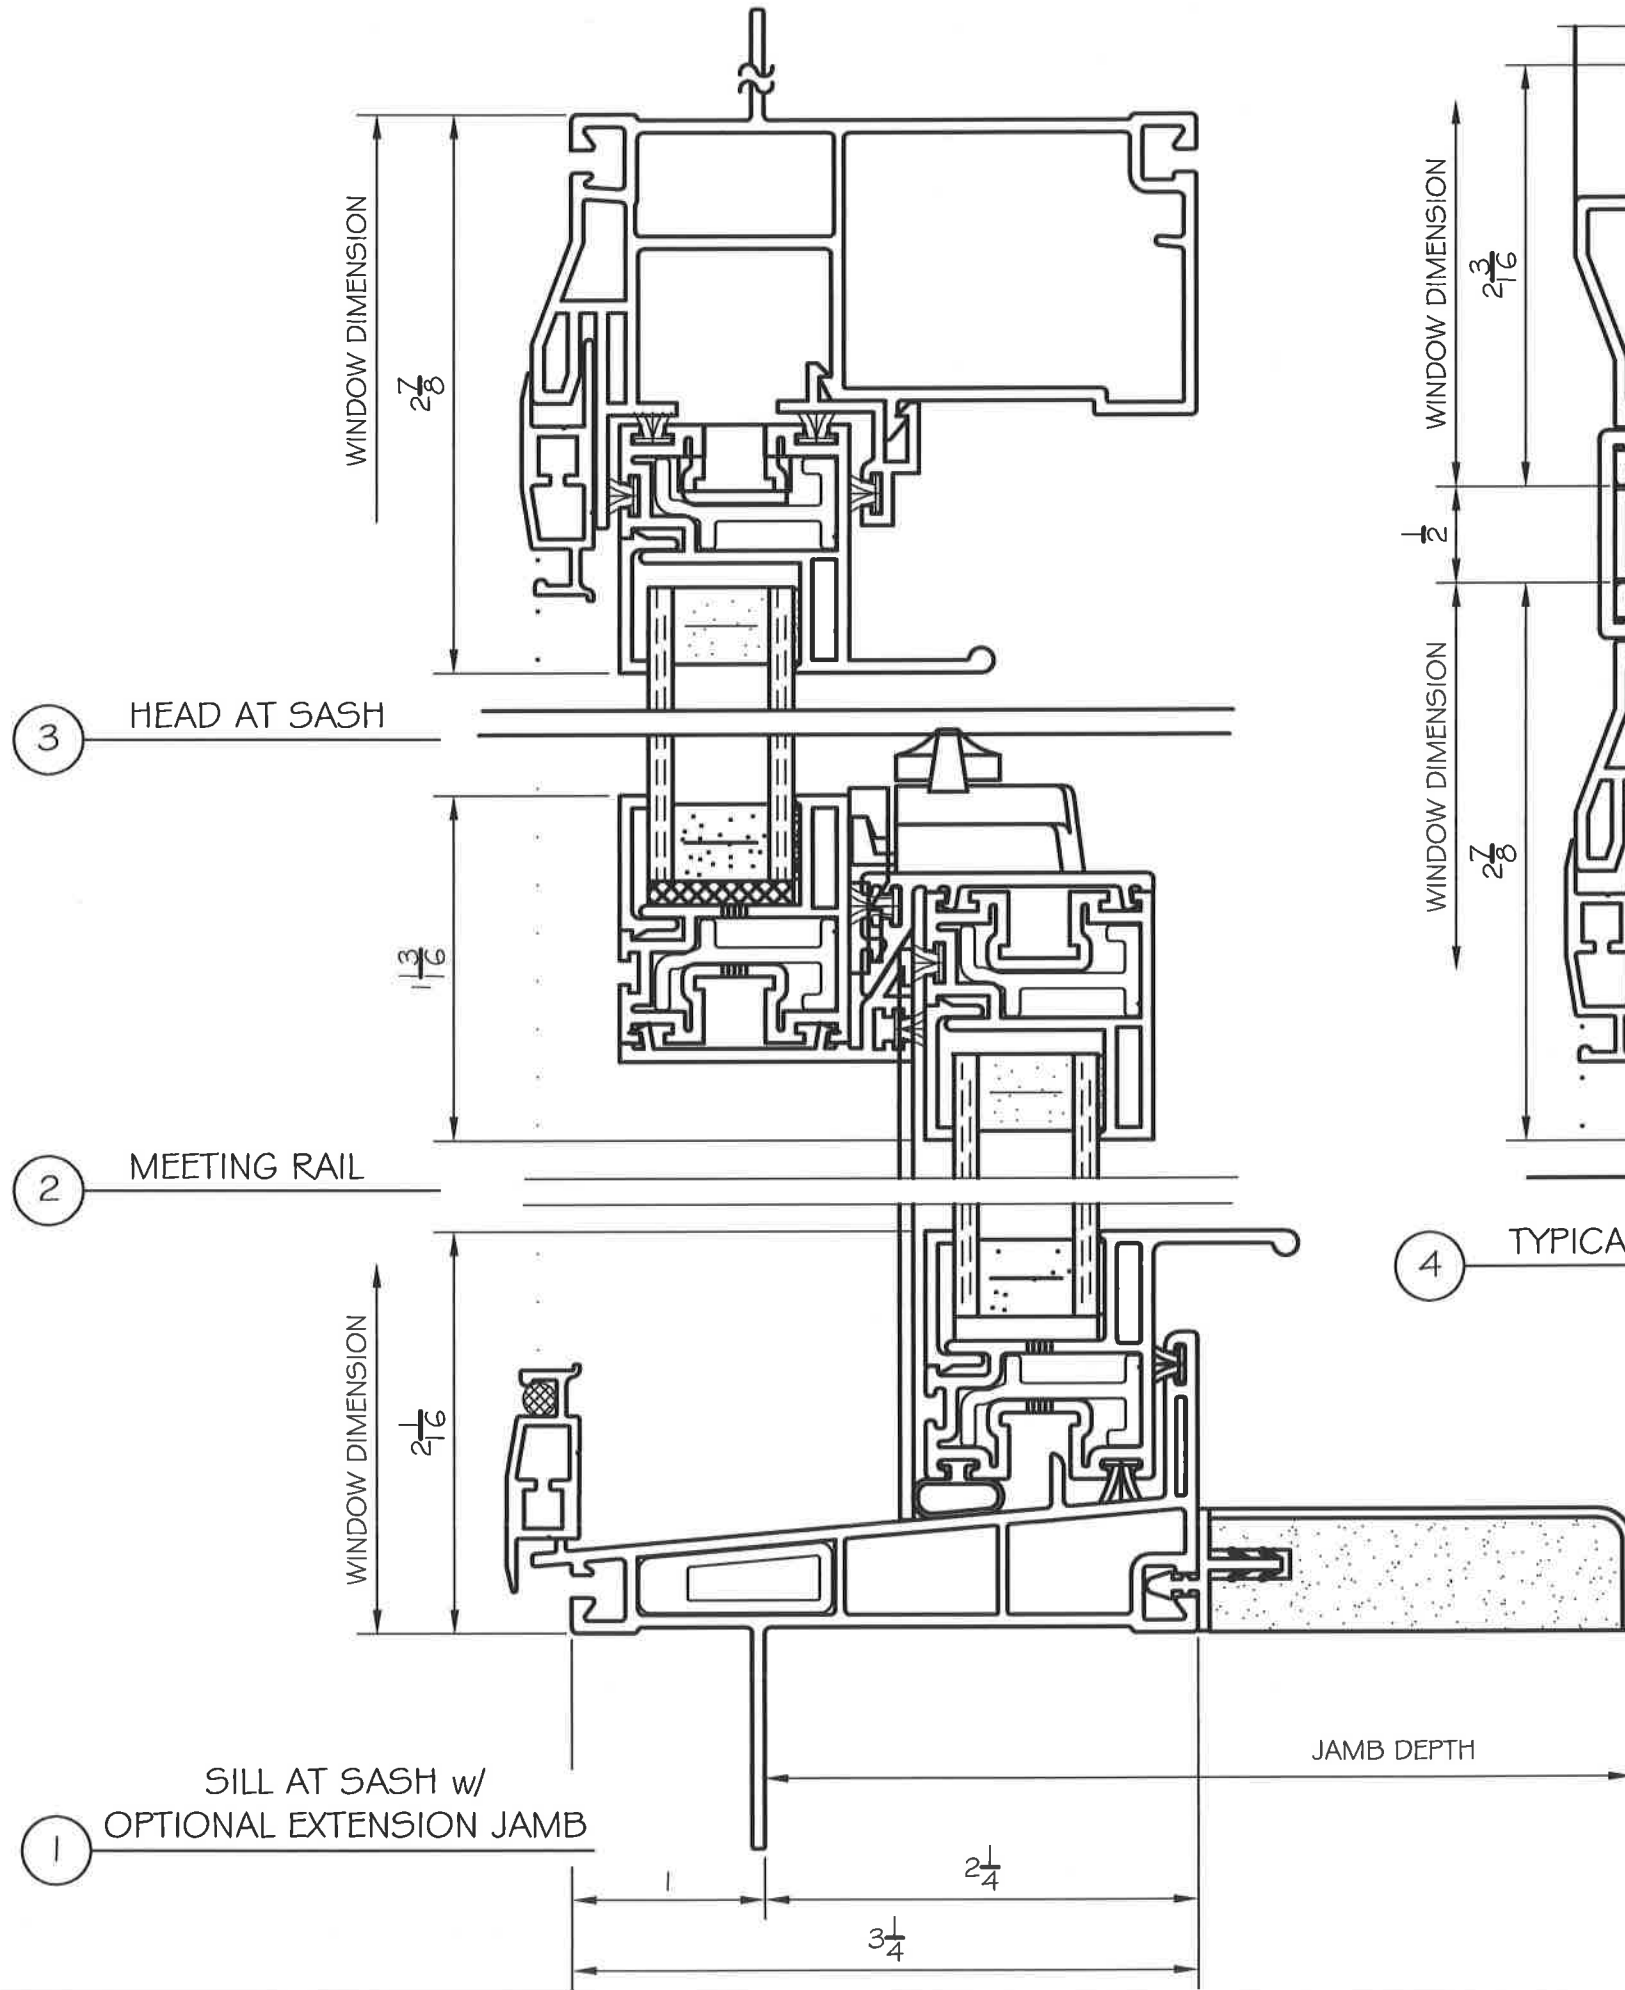 WINDOW DIMENSION
2 7/8
3
HEAD AT SASH
1 3/16
2
MEETING RAIL
WINDOW DIMENSION
2 1/16
SILL AT SASH w/
OPTIONAL EXTENSION JAMB
1
JAMB DEPTH
1
2 1/4
3 1/4
WINDOW DIMENSION
2 3/16
1/2
WINDOW DIMENSION
2 7/8
4
TYPICA